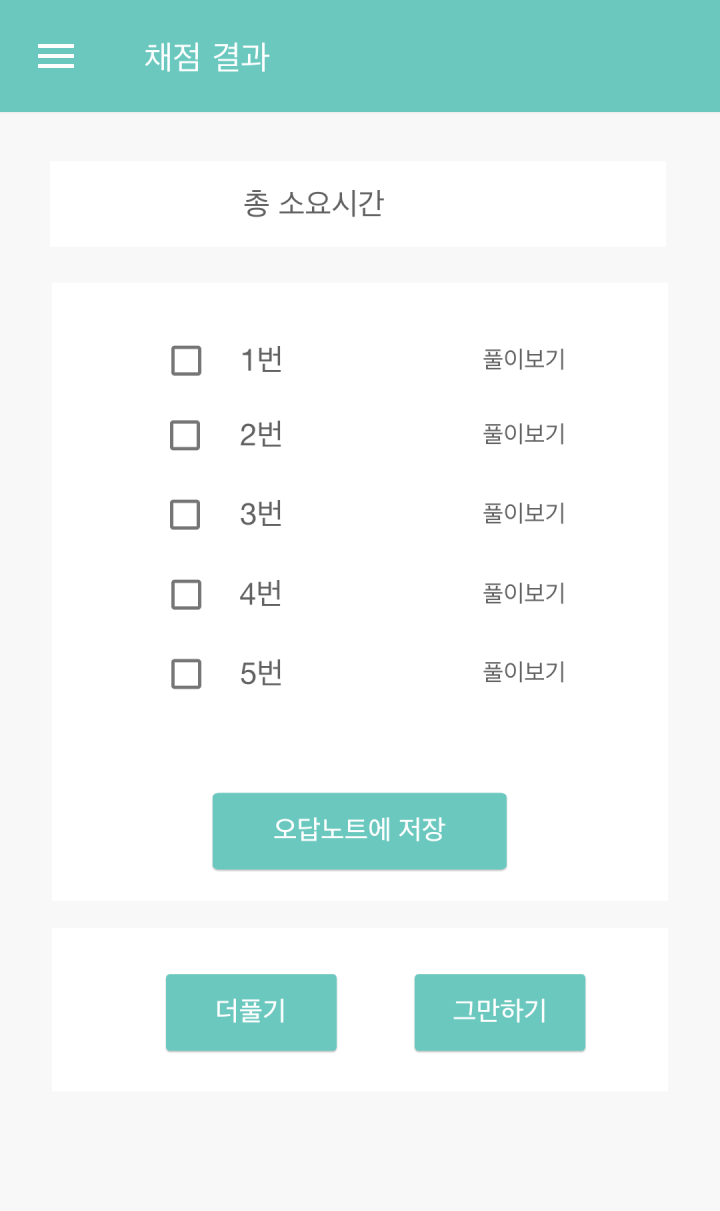 채점 결과
총 소요시간
1번 풀이보기
2번 풀이보기
3번 풀이보기
4번 풀이보기
5번 풀이보기
오답노트에 저장
더풀기 그만하기